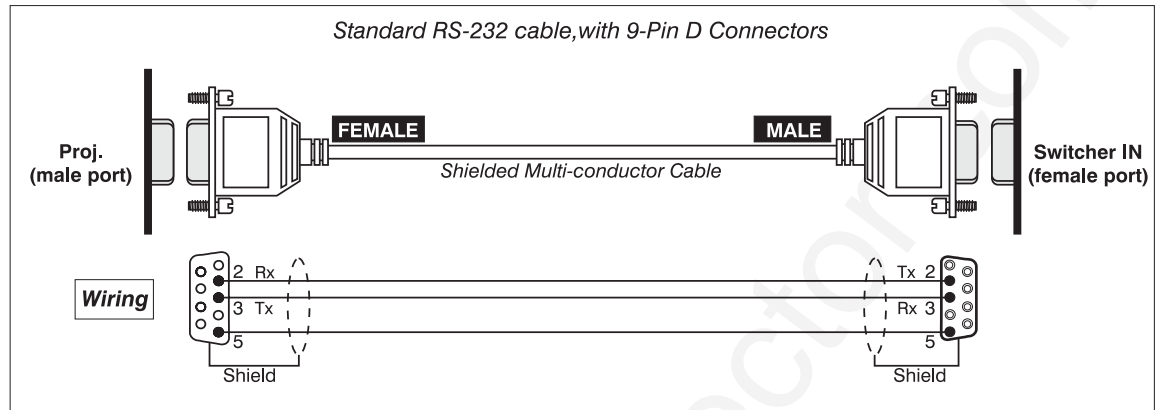 Standard RS-232 cable,with 9-Pin D Connectors
FEMALE
MALE
Proj.
(male port)
Shielded Multi-conductor Cable
Switcher IN
(female port)
Wiring
2 Rx
Tx 2
3 Tx
Rx 3
5
5
Shield
Shield